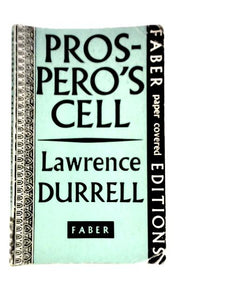 PROS-
PERO'S
CELL
Lawrence
DURRELL
FABER
FABER paper covered EDITIONS